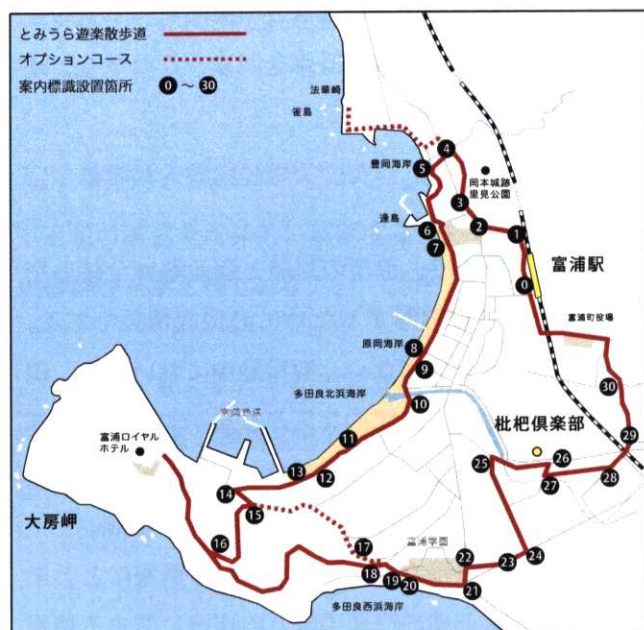 とみうら遊楽散歩道
オプションコース
案内標識設置箇所 0 〜 30
法華崎
雀島
4
豊岡海岸
5
岡本城跡
里見公園
3
2
逢島
6
1
7
富浦駅
0
富浦町役場
原岡海岸
8
9
30
多田良北浜海岸
10
枇杷倶楽部
11
29
富浦ロイヤル
ホテル
25
26
13
12
27
28
14
15
大房岬
16
17
富浦学園
22
23
24
18
19
20
21
多田良西浜海岸